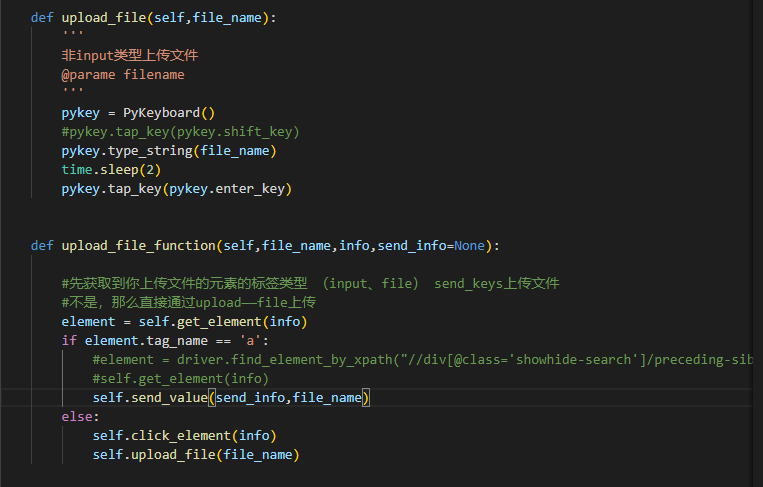 def upload_file(self,file_name):
'''
非input类型上传文件
@parame filename
'''
pykey = PyKeyboard()
#pykey.tap_key(pykey.shift_key)
pykey.type_string(file_name)
time.sleep(2)
pykey.tap_key(pykey.enter_key)
def upload_file_function(self,file_name,info,send_info=None):
#先获取到你上传文件的元素的标签类型 （input、file） send_keys上传文件
#不是，那么直接通过upload——file上传
element = self.get_element(info)
if element.tag_name == 'a':
#element = driver.find_element_by_xpath("//div[@class='showhide-search']/preceding-sib
#self.get_element(info)
self.send_value(send_info,file_name)
else:
self.click_element(info)
self.upload_file(file_name)